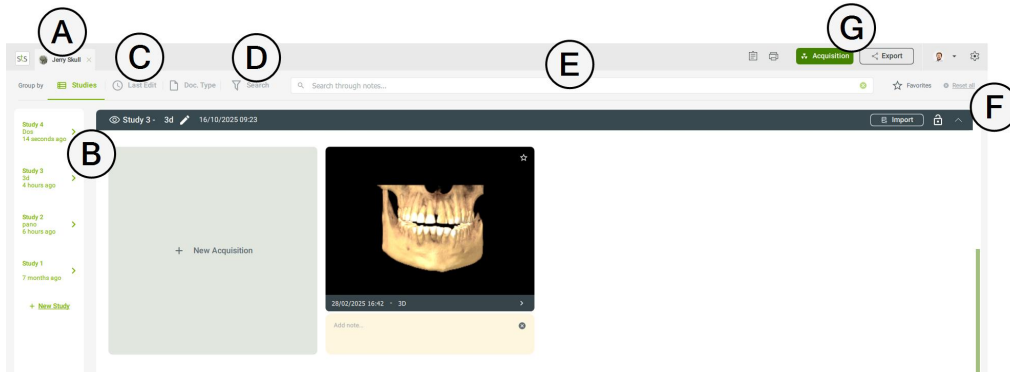 A
C
D
E
G
F
B
S!S Jerry Skull ×
Acquisition
Export
Group by Studies Last Edit Doc. Type Search
Search through notes...
Favorites
Reset all
Study 4
Dos
14 seconds ago
Study 3
3d
4 hours ago
Study 2
pano
6 hours ago
Study 1
7 months ago
+ New Study
Study 3 - 3d 16/10/2025 09:23
Import
+ New Acquisition
28/02/2025 16:42 - 3D
Add note...